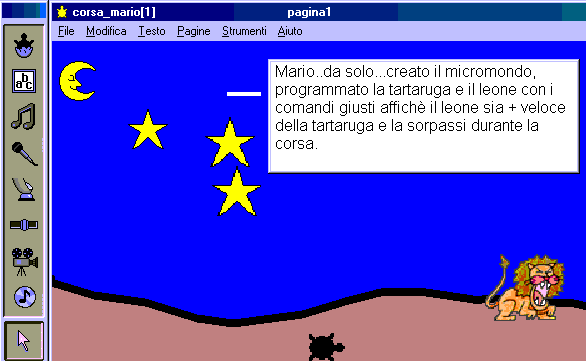 corsa_mario[1] pagina1
File Modifica Testo Pagine Strumenti Aiuto
a b c
Mario..da solo...creato il micromondo,
programmato la tartaruga e il leone con i
comandi giusti affichè il leone sia + veloce
della tartaruga e la sorpassi durante la
corsa.